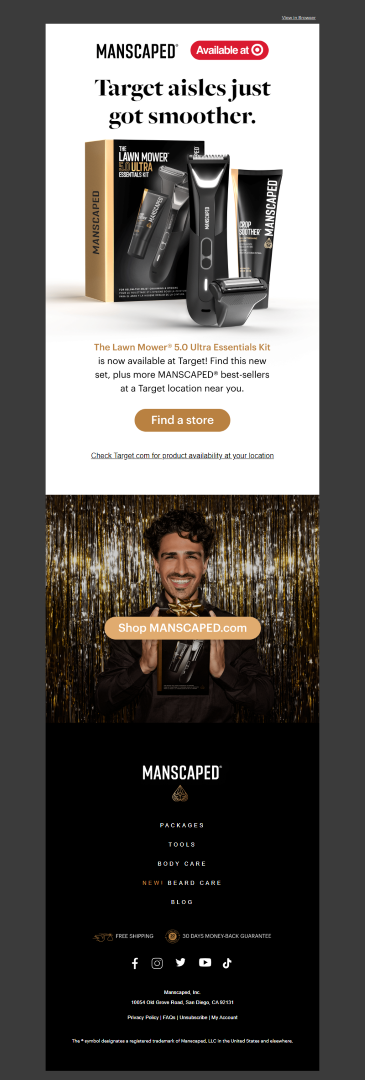 View in Browser
MANSCAPED®
Available at
Target aisles just
got smoother.
THE
LAWN MOWER®
5.0 ULTRA
ESSENTIALS KIT
MANSCAPED
MANSCAPED
MANSCAPED
CROP
SOOTHER™
MANSCAPED
The Lawn Mower® 5.0 Ultra Essentials Kit
is now available at Target! Find this new
set, plus more MANSCAPED® best-sellers
at a Target location near you.
Find a store
Check Target.com for product availability at your location
Shop MANSCAPED.com
MANSCAPED®
PACKAGES
TOOLS
BODY CARE
NEW! BEARD CARE
BLOG
FREE SHIPPING
30 DAYS MONEY-BACK GUARANTEE
Manscaped, Inc.
10054 Old Grove Road, San Diego, CA 92131
Privacy Policy | FAQs | Unsubscribe | My Account
The ® symbol designates a registered trademark of Manscaped, LLC in the United States and elsewhere.